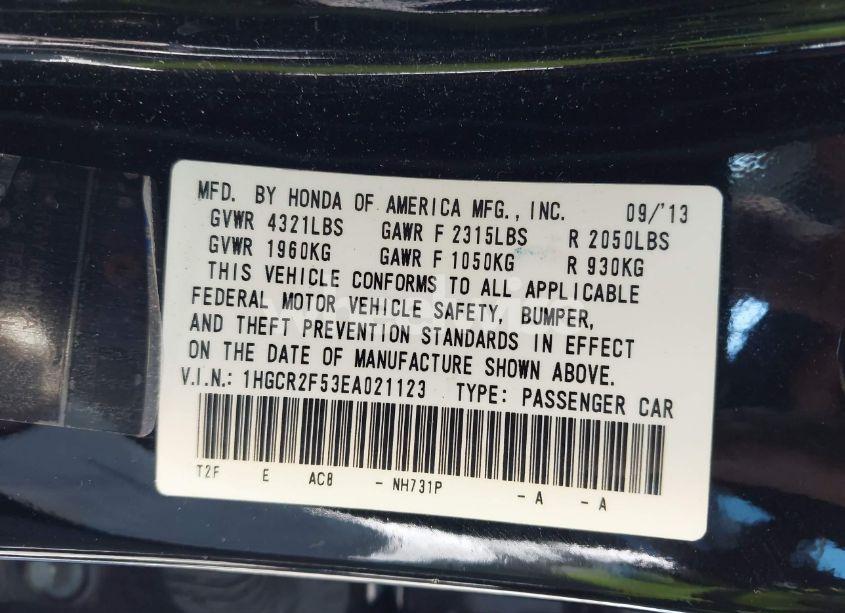 MFD. BY HONDA OF AMERICA MFG., INC. 09/'13
GVWR 4321LBS GAWR F 2315LBS R 2050LBS
GVWR 1960KG GAWR F 1050KG R 930KG
THIS VEHICLE CONFORMS TO ALL APPLICABLE
FEDERAL MOTOR VEHICLE SAFETY, BUMPER,
AND THEFT PREVENTION STANDARDS IN EFFECT
ON THE DATE OF MANUFACTURE SHOWN ABOVE.
V.I.N.: 1HGCR2F53EA021123 TYPE: PASSENGER CAR
T2F E AC8 - NH731P - A - A